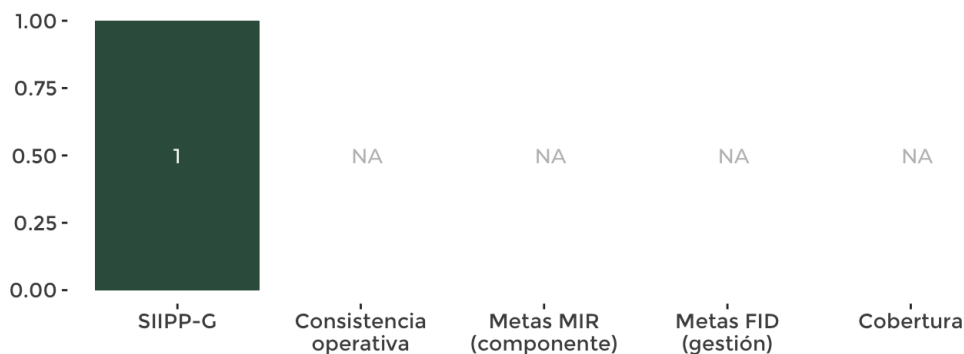 1.00
0.75
0.50
0.25
0.00
1
NA
NA
NA
NA
SIIPP-G
Consistencia
operativa
Metas MIR
(componente)
Metas FID
(gestión)
Cobertura